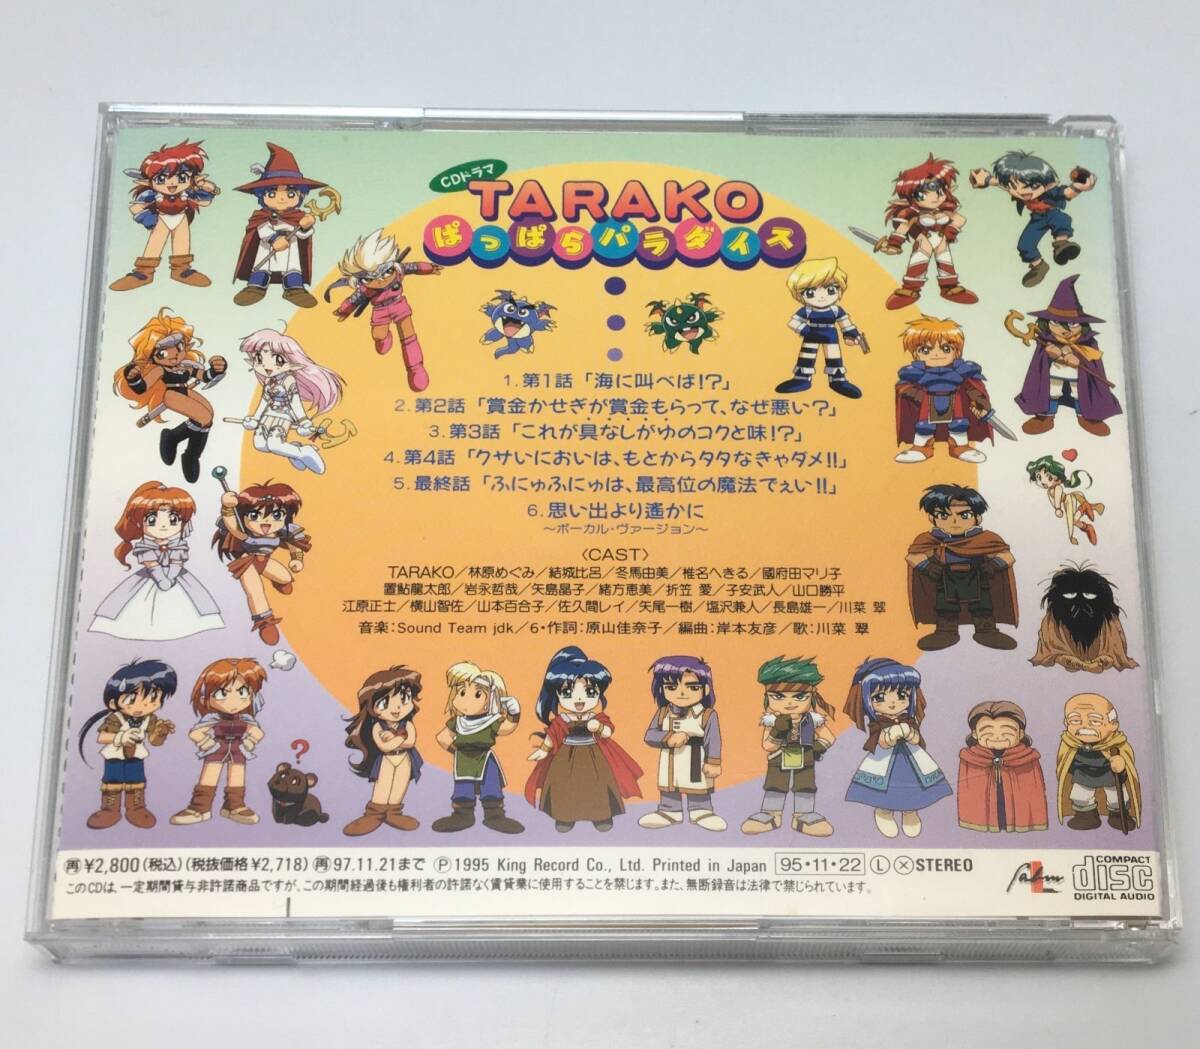 CDドラマ
TARAKO
ぱっぱらパラダイス
1. 第1話 「海に叫べば!?」
2. 第2話 「賞金かせぎが賞金もらって、なぜ悪い?」
3. 第3話 「これが具なしがゆのコクと味!?」
4. 第4話 「クサいにおいは、もとからタタなきゃダメ!!」
5. 最終話 「ふにゅふにゅは、最高位の魔法でぇい!!」
6. 思い出より遙かに
～ボーカル・ヴァージョン～
〈CAST〉
TARAKO／林原めぐみ／結城比呂／冬馬由美／椎名へきる／國府田マリ子
置鮎龍太郎／岩永哲哉／矢島晶子／緒方恵美／折笠 愛／子安武人／山口勝平
江原正士／横山智佐／山本百合子／佐久間レイ／矢尾一樹／塩沢兼人／長島雄一／川菜 翠
音楽：Sound Team jdk／6・作詞：原山佳奈子／編曲：岸本友彦／歌：川菜 翠
?
再¥2,800(税込)(税抜価格¥2,718) 再97.11.21まで Ⓟ 1995 King Record Co., Ltd. Printed in Japan 95・11・22 Ⓛ Ⓧ STEREO
このCDは、一定期間貸与非許諾商品ですが、この期間経過後も権利者の許諾なく賃貸業に使用することを禁じます。また、無断録音は法律で禁じられています。
falcom
COMPACT
disc
DIGITAL AUDIO